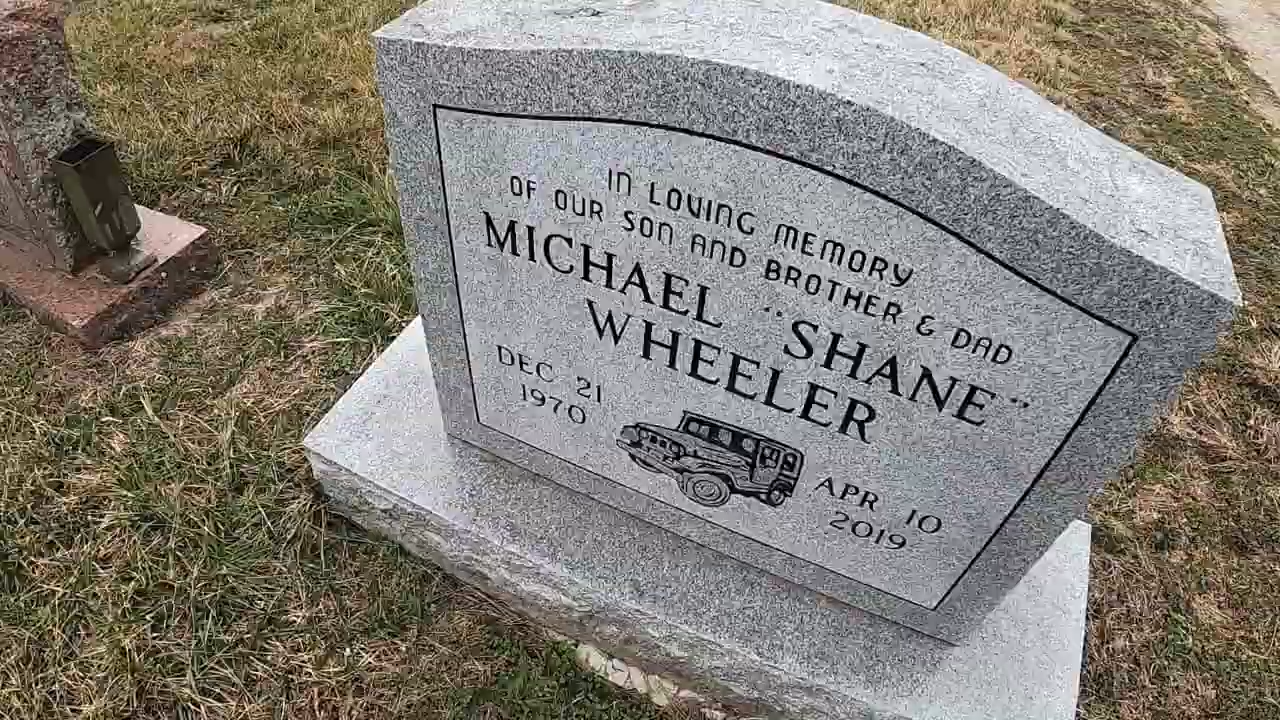 IN LOVING MEMORY
OF OUR SON AND BROTHER & DAD
MICHAEL "SHANE"
WHEELER
DEC 21
1970
APR 10
2019